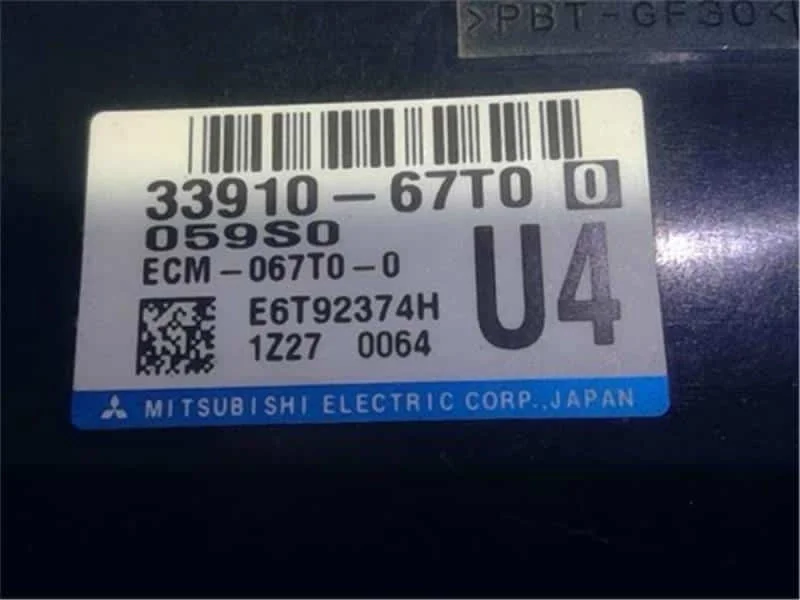 >PBT-GF30<
33910-67T0 0
059S0
ECM-067T0-0
U4
E6T92374H
1Z27 0064
MITSUBISHI ELECTRIC CORP., JAPAN